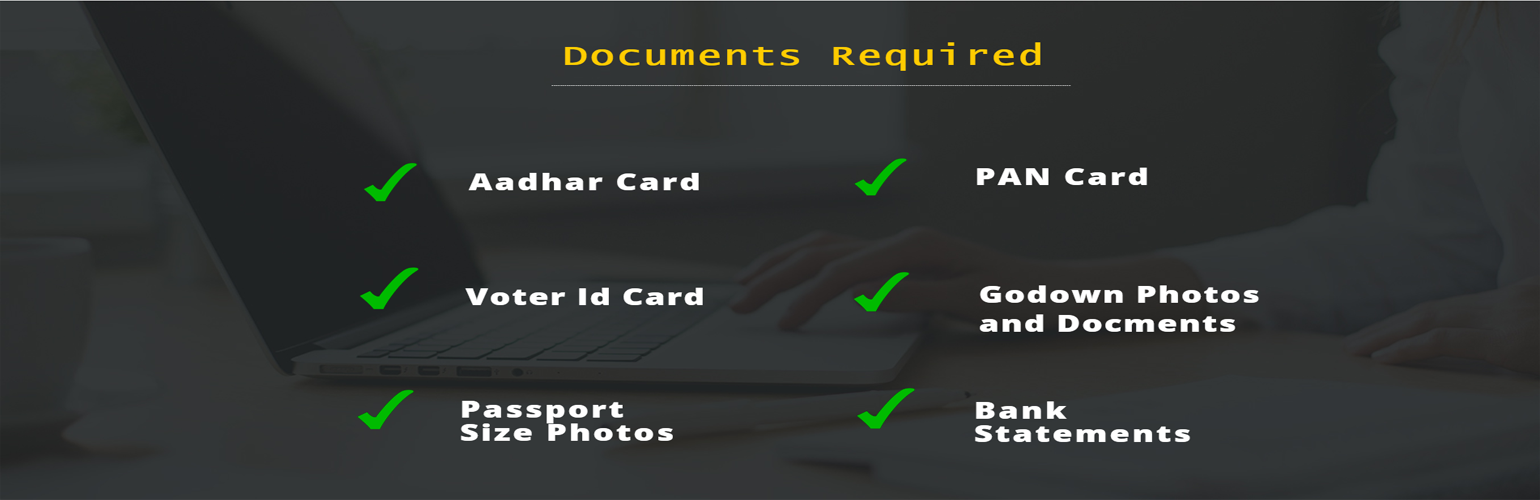 Documents Required
Aadhar Card
PAN Card
Voter Id Card
Godown Photos
and Docments
Passport
Size Photos
Bank
Statements